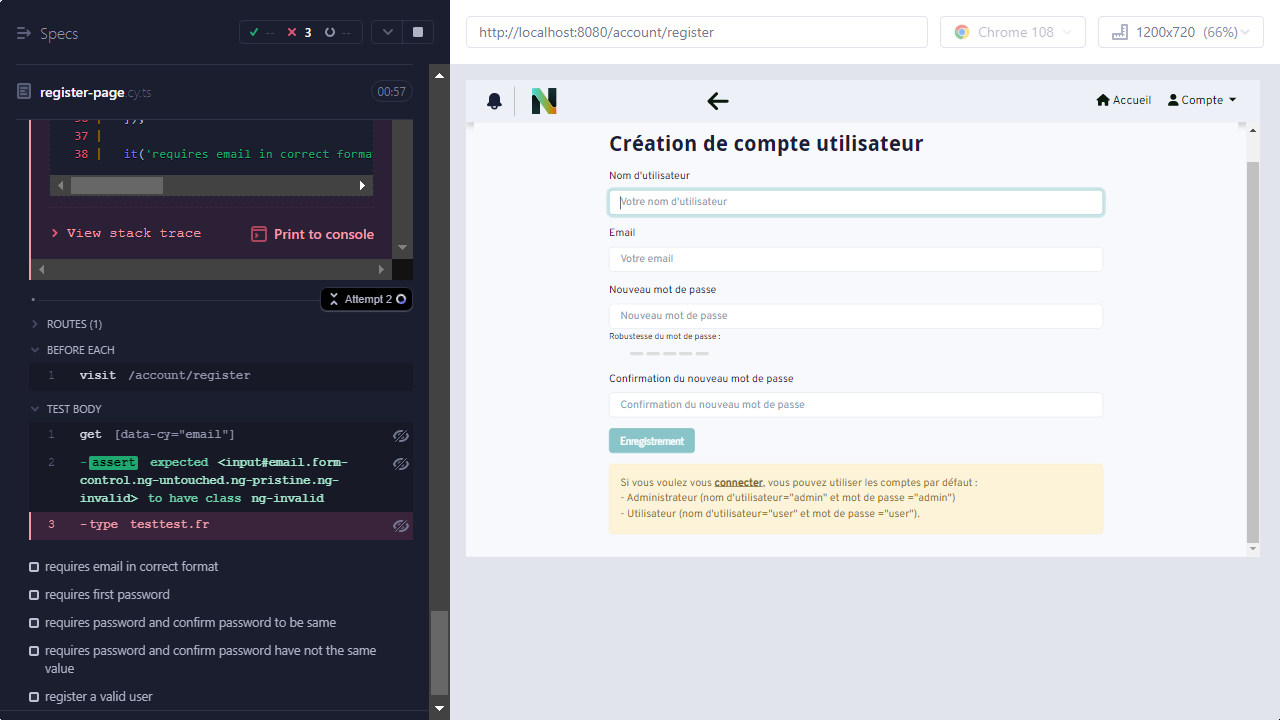 Specs
-- 3 --
register-page.cy.ts
00:57
37 |
38 | it('requires email in correct forma
View stack trace
Print to console
Attempt 2
ROUTES (1)
BEFORE EACH
1 visit /account/register
TEST BODY
1 get [data-cy="email"]
2 -assert expected <input#email.form-
control.ng-untouched.ng-pristine.ng-
invalid> to have class ng-invalid
3 -type testtest.fr
requires email in correct format
requires first password
requires password and confirm password to be same
requires password and confirm password have not the same
value
register a valid user
http://localhost:8080/account/register
Chrome 108
1200x720 (66%)
Accueil
Compte
Création de compte utilisateur
Nom d'utilisateur
Votre nom d'utilisateur
Email
Votre email
Nouveau mot de passe
Nouveau mot de passe
Robustesse du mot de passe :
Confirmation du nouveau mot de passe
Confirmation du nouveau mot de passe
Enregistrement
Si vous voulez vous connecter, vous pouvez utiliser les comptes par défaut :
- Administrateur (nom d'utilisateur="admin" et mot de passe ="admin")
- Utilisateur (nom d'utilisateur="user" et mot de passe ="user").